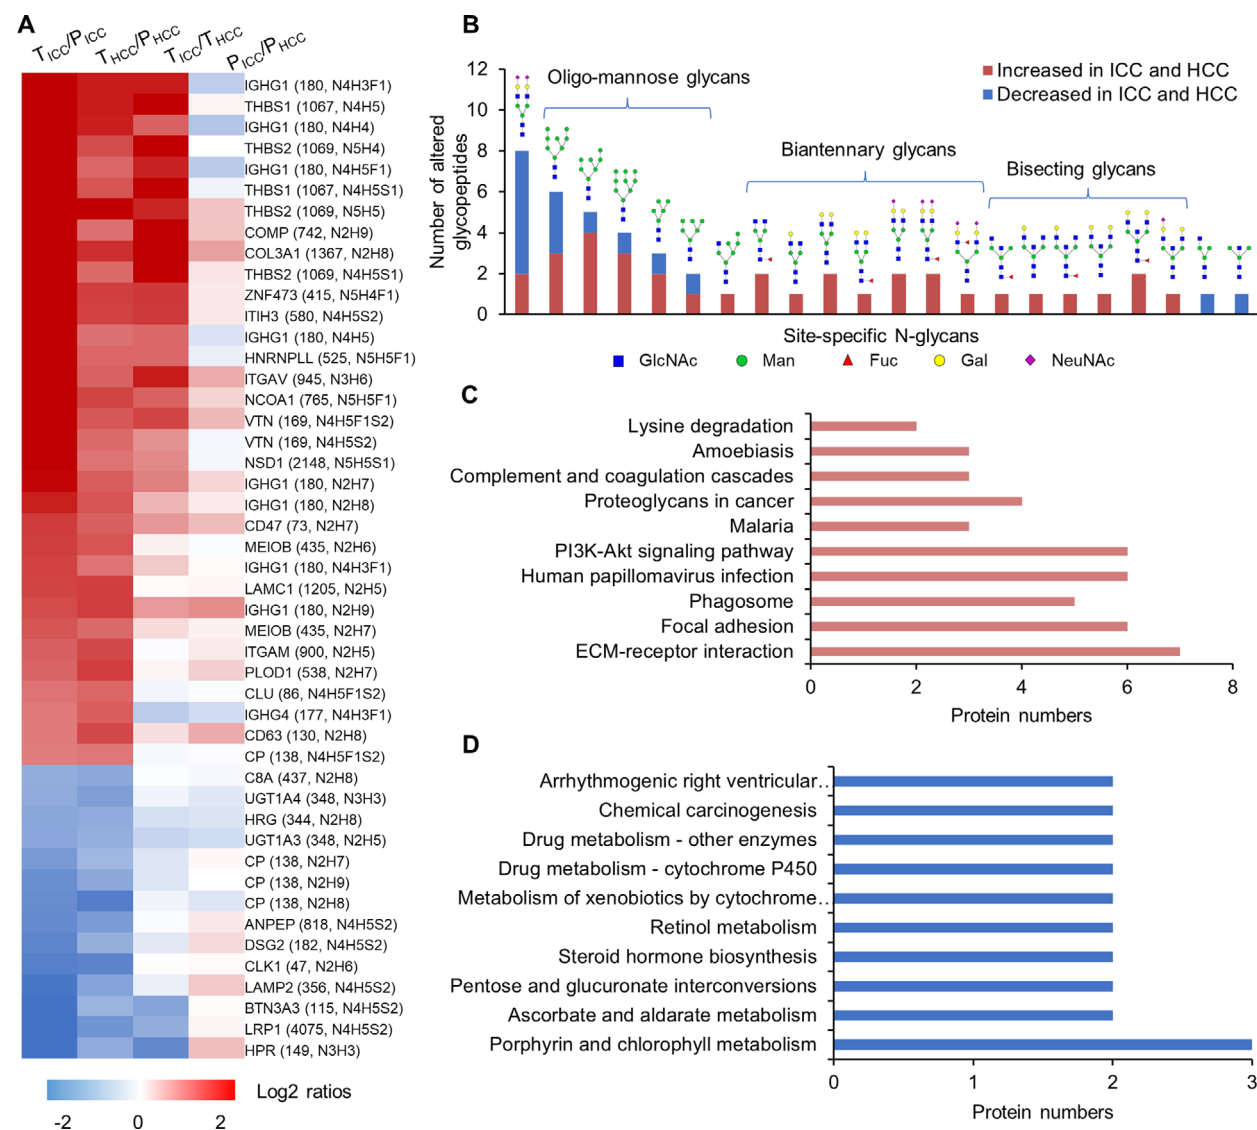 A
T_ICC/P_ICC
T_HCC/P_HCC
T_ICC/T_HCC
P_ICC/P_HCC
IGHG1 (180, N4H3F1)
THBS1 (1067, N4H5)
IGHG1 (180, N4H4)
THBS2 (1069, N5H4)
IGHG1 (180, N4H5F1)
THBS1 (1067, N4H5S1)
THBS2 (1069, N5H5)
COMP (742, N2H9)
COL3A1 (1367, N2H8)
THBS2 (1069, N4H5S1)
ZNF473 (415, N5H4F1)
ITIH3 (580, N4H5S2)
IGHG1 (180, N4H5)
HNRNPLL (525, N5H5F1)
ITGAV (945, N3H6)
NCOA1 (765, N5H5F1)
VTN (169, N4H5F1S2)
VTN (169, N4H5S2)
NSD1 (2148, N5H5S1)
IGHG1 (180, N2H7)
IGHG1 (180, N2H8)
CD47 (73, N2H7)
MEIOB (435, N2H6)
IGHG1 (180, N4H3F1)
LAMC1 (1205, N2H5)
IGHG1 (180, N2H9)
MEIOB (435, N2H7)
ITGAM (900, N2H5)
PLOD1 (538, N2H7)
CLU (86, N4H5F1S2)
IGHG4 (177, N4H3F1)
CD63 (130, N2H8)
CP (138, N4H5F1S2)
C8A (437, N2H8)
UGT1A4 (348, N3H3)
HRG (344, N2H8)
UGT1A3 (348, N2H5)
CP (138, N2H7)
CP (138, N2H9)
CP (138, N2H8)
ANPEP (818, N4H5S2)
DSG2 (182, N4H5S2)
CLK1 (47, N2H6)
LAMP2 (356, N4H5S2)
BTN3A3 (115, N4H5S2)
LRP1 (4075, N4H5S2)
HPR (149, N3H3)
Log2 ratios
-2 0 2
B
Increased in ICC and HCC
Decreased in ICC and HCC
Oligo-mannose glycans
Biantennary glycans
Bisecting glycans
Number of altered
glycopeptides
12
10
8
6
4
2
0
Site-specific N-glycans
GlcNAc Man Fuc Gal NeuNAc
C
Lysine degradation
Amoebiasis
Complement and coagulation cascades
Proteoglycans in cancer
Malaria
PI3K-Akt signaling pathway
Human papillomavirus infection
Phagosome
Focal adhesion
ECM-receptor interaction
0 2 4 6 8
Protein numbers
D
Arrhythmogenic right ventricular..
Chemical carcinogenesis
Drug metabolism - other enzymes
Drug metabolism - cytochrome P450
Metabolism of xenobiotics by cytochrome..
Retinol metabolism
Steroid hormone biosynthesis
Pentose and glucuronate interconversions
Ascorbate and aldarate metabolism
Porphyrin and chlorophyll metabolism
0 1 2 3
Protein numbers